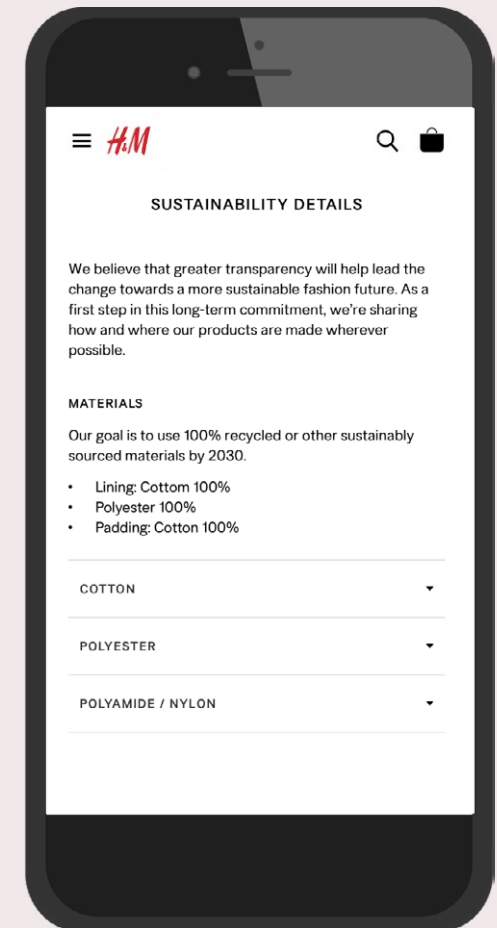 H&M
SUSTAINABILITY DETAILS
We believe that greater transparency will help lead the
change towards a more sustainable fashion future. As a
first step in this long-term commitment, we're sharing
how and where our products are made wherever
possible.
MATERIALS
Our goal is to use 100% recycled or other sustainably
sourced materials by 2030.
• Lining: Cottom 100%
• Polyester 100%
• Padding: Cotton 100%
COTTON
POLYESTER
POLYAMIDE / NYLON